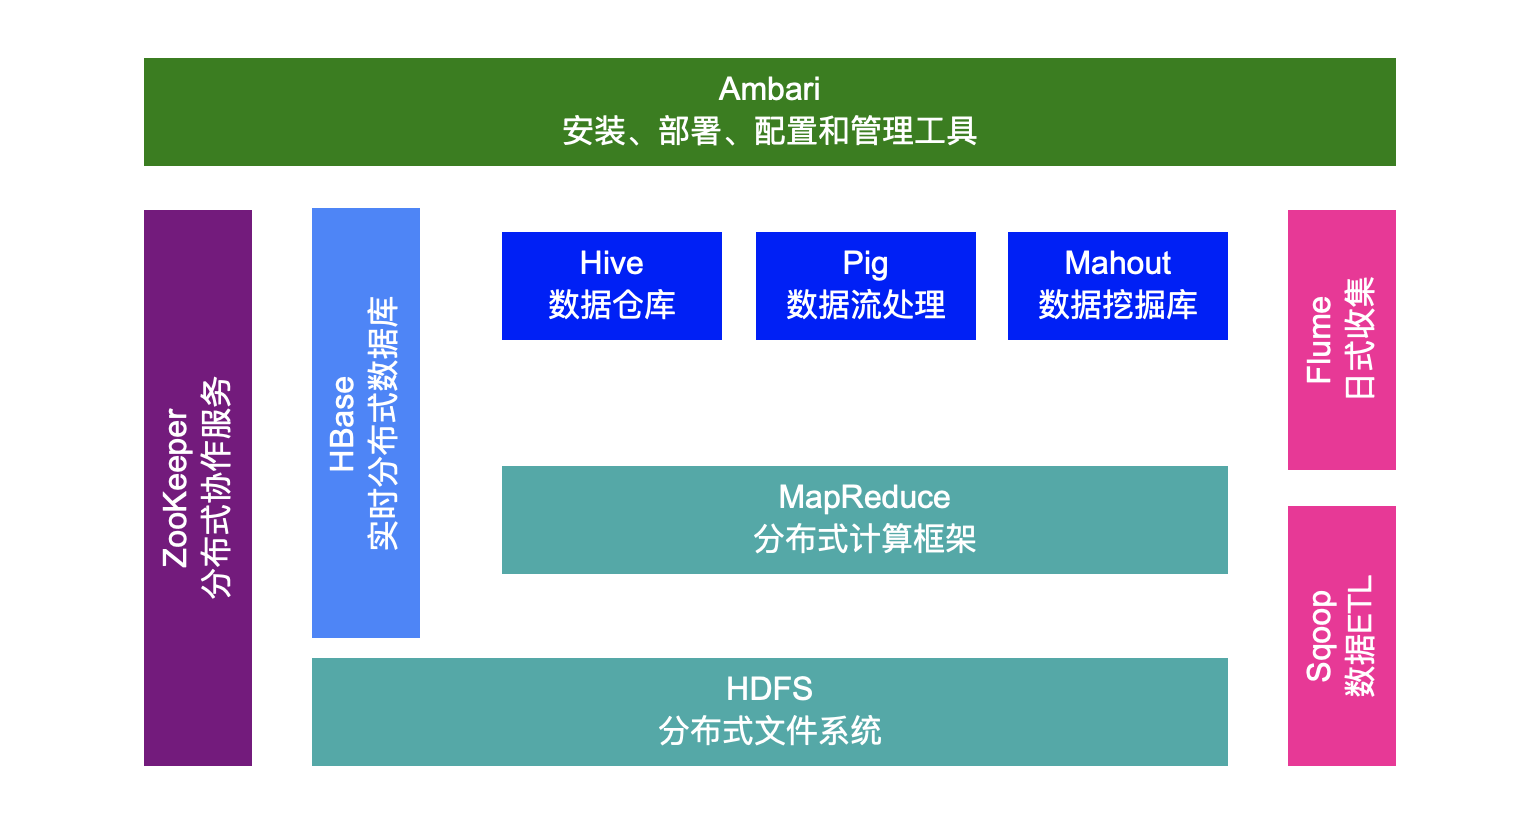 Ambari
安装、部署、配置和管理工具
ZooKeeper
分布式协作服务
HBase
实时分布式数据库
Hive
数据仓库
Pig
数据流处理
Mahout
数据挖掘库
Flume
日式收集
MapReduce
分布式计算框架
Sqoop
数据ETL
HDFS
分布式文件系统